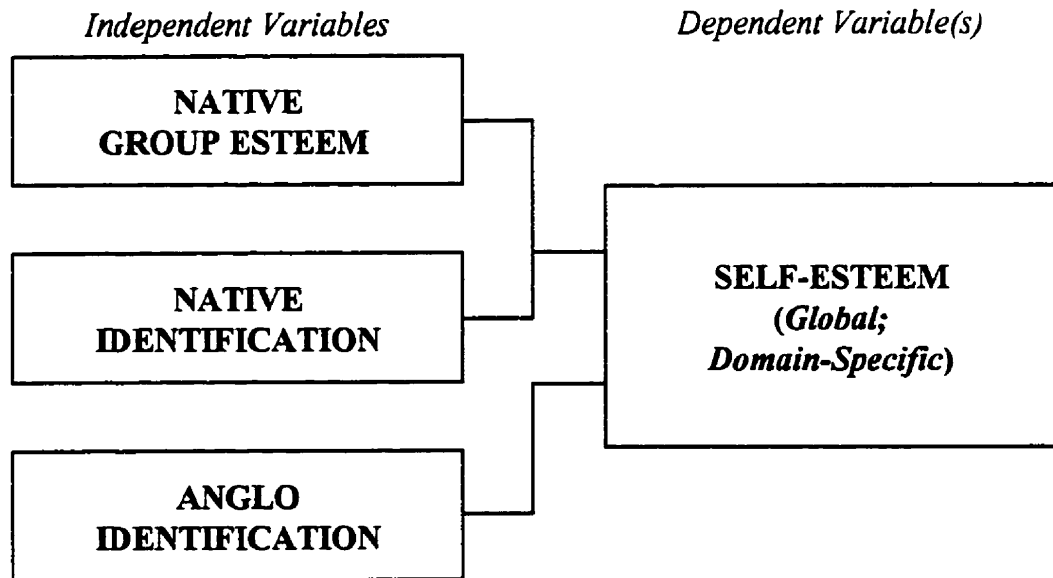 Independent Variables
Dependent Variable(s)
NATIVE
GROUP ESTEEM
NATIVE
IDENTIFICATION
ANGLO
IDENTIFICATION
SELF-ESTEEM
(Global;
Domain-Specific)